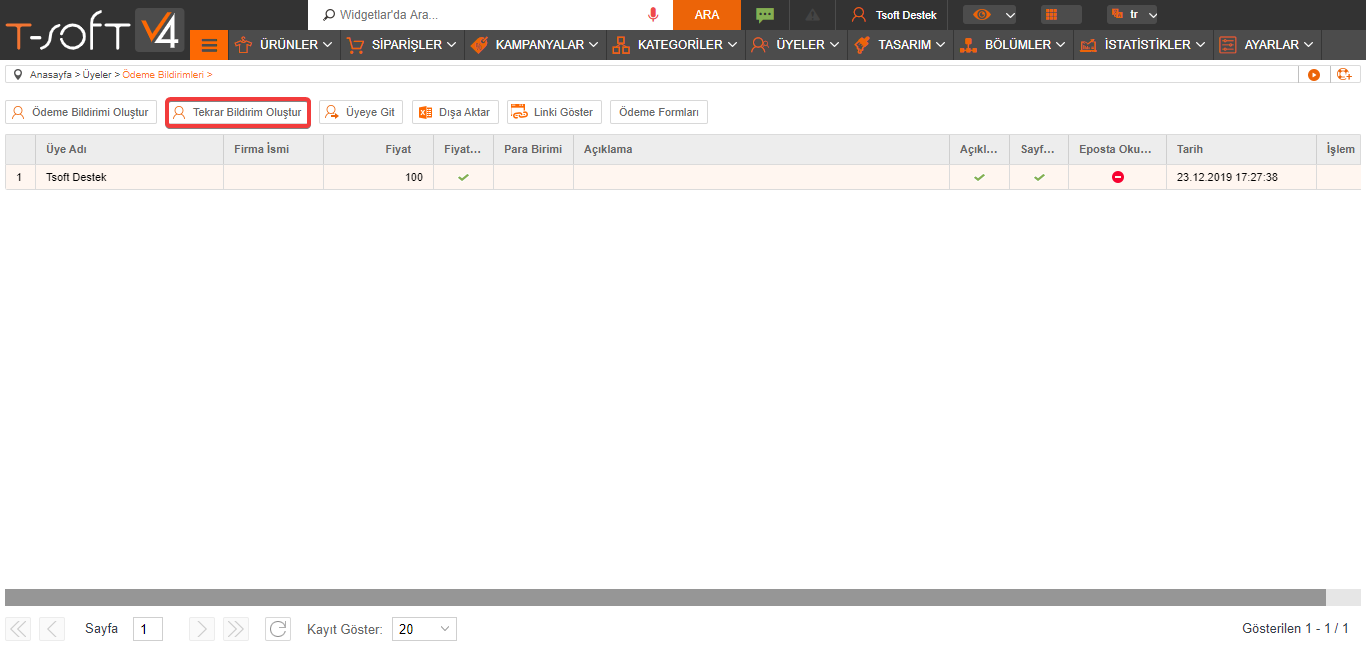 T-SOFT V4
Widgetlar'da Ara...
ARA
Tsoft Destek
tr
ÜRÜNLER
SİPARİŞLER
KAMPANYALAR
KATEGORİLER
ÜYELER
TASARIM
BÖLÜMLER
İSTATİSTİKLER
AYARLAR
Anasayfa > Üyeler > Ödeme Bildirimleri >
Ödeme Bildirimi Oluştur
Tekrar Bildirim Oluştur
Üyeye Git
Dışa Aktar
Linki Göster
Ödeme Formları
Üye Adı Firma İsmi Fiyat Fiyat... Para Birimi Açıklama Açıkl... Sayf... Eposta Oku... Tarih İşlem
1 Tsoft Destek 100 23.12.2019 17:27:38
Sayfa 1 Kayıt Göster: 20 Gösterilen 1 - 1 / 1